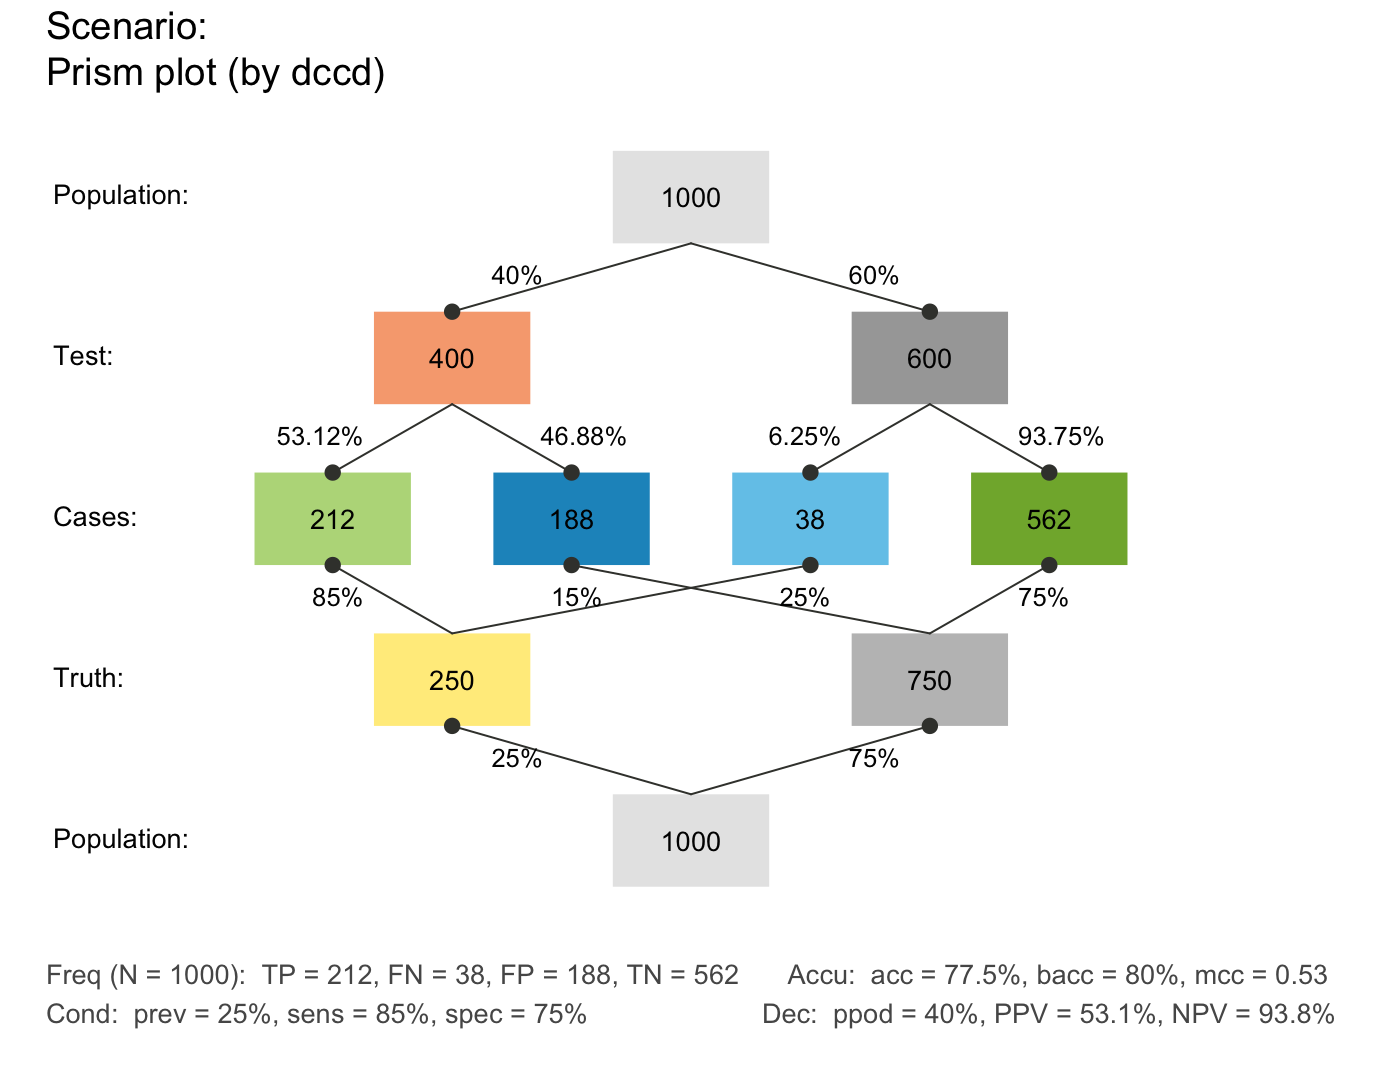 Scenario:
Prism plot (by dccd)
Population:
1000
40%
60%
Test:
400
600
53.12%
46.88%
6.25%
93.75%
Cases:
212
188
38
562
85%
15%
25%
75%
Truth:
250
750
25%
75%
Population:
1000
Freq (N = 1000):  TP = 212, FN = 38, FP = 188, TN = 562
Accu:  acc = 77.5%, bacc = 80%, mcc = 0.53
Cond:  prev = 25%, sens = 85%, spec = 75%
Dec:  ppod = 40%, PPV = 53.1%, NPV = 93.8%